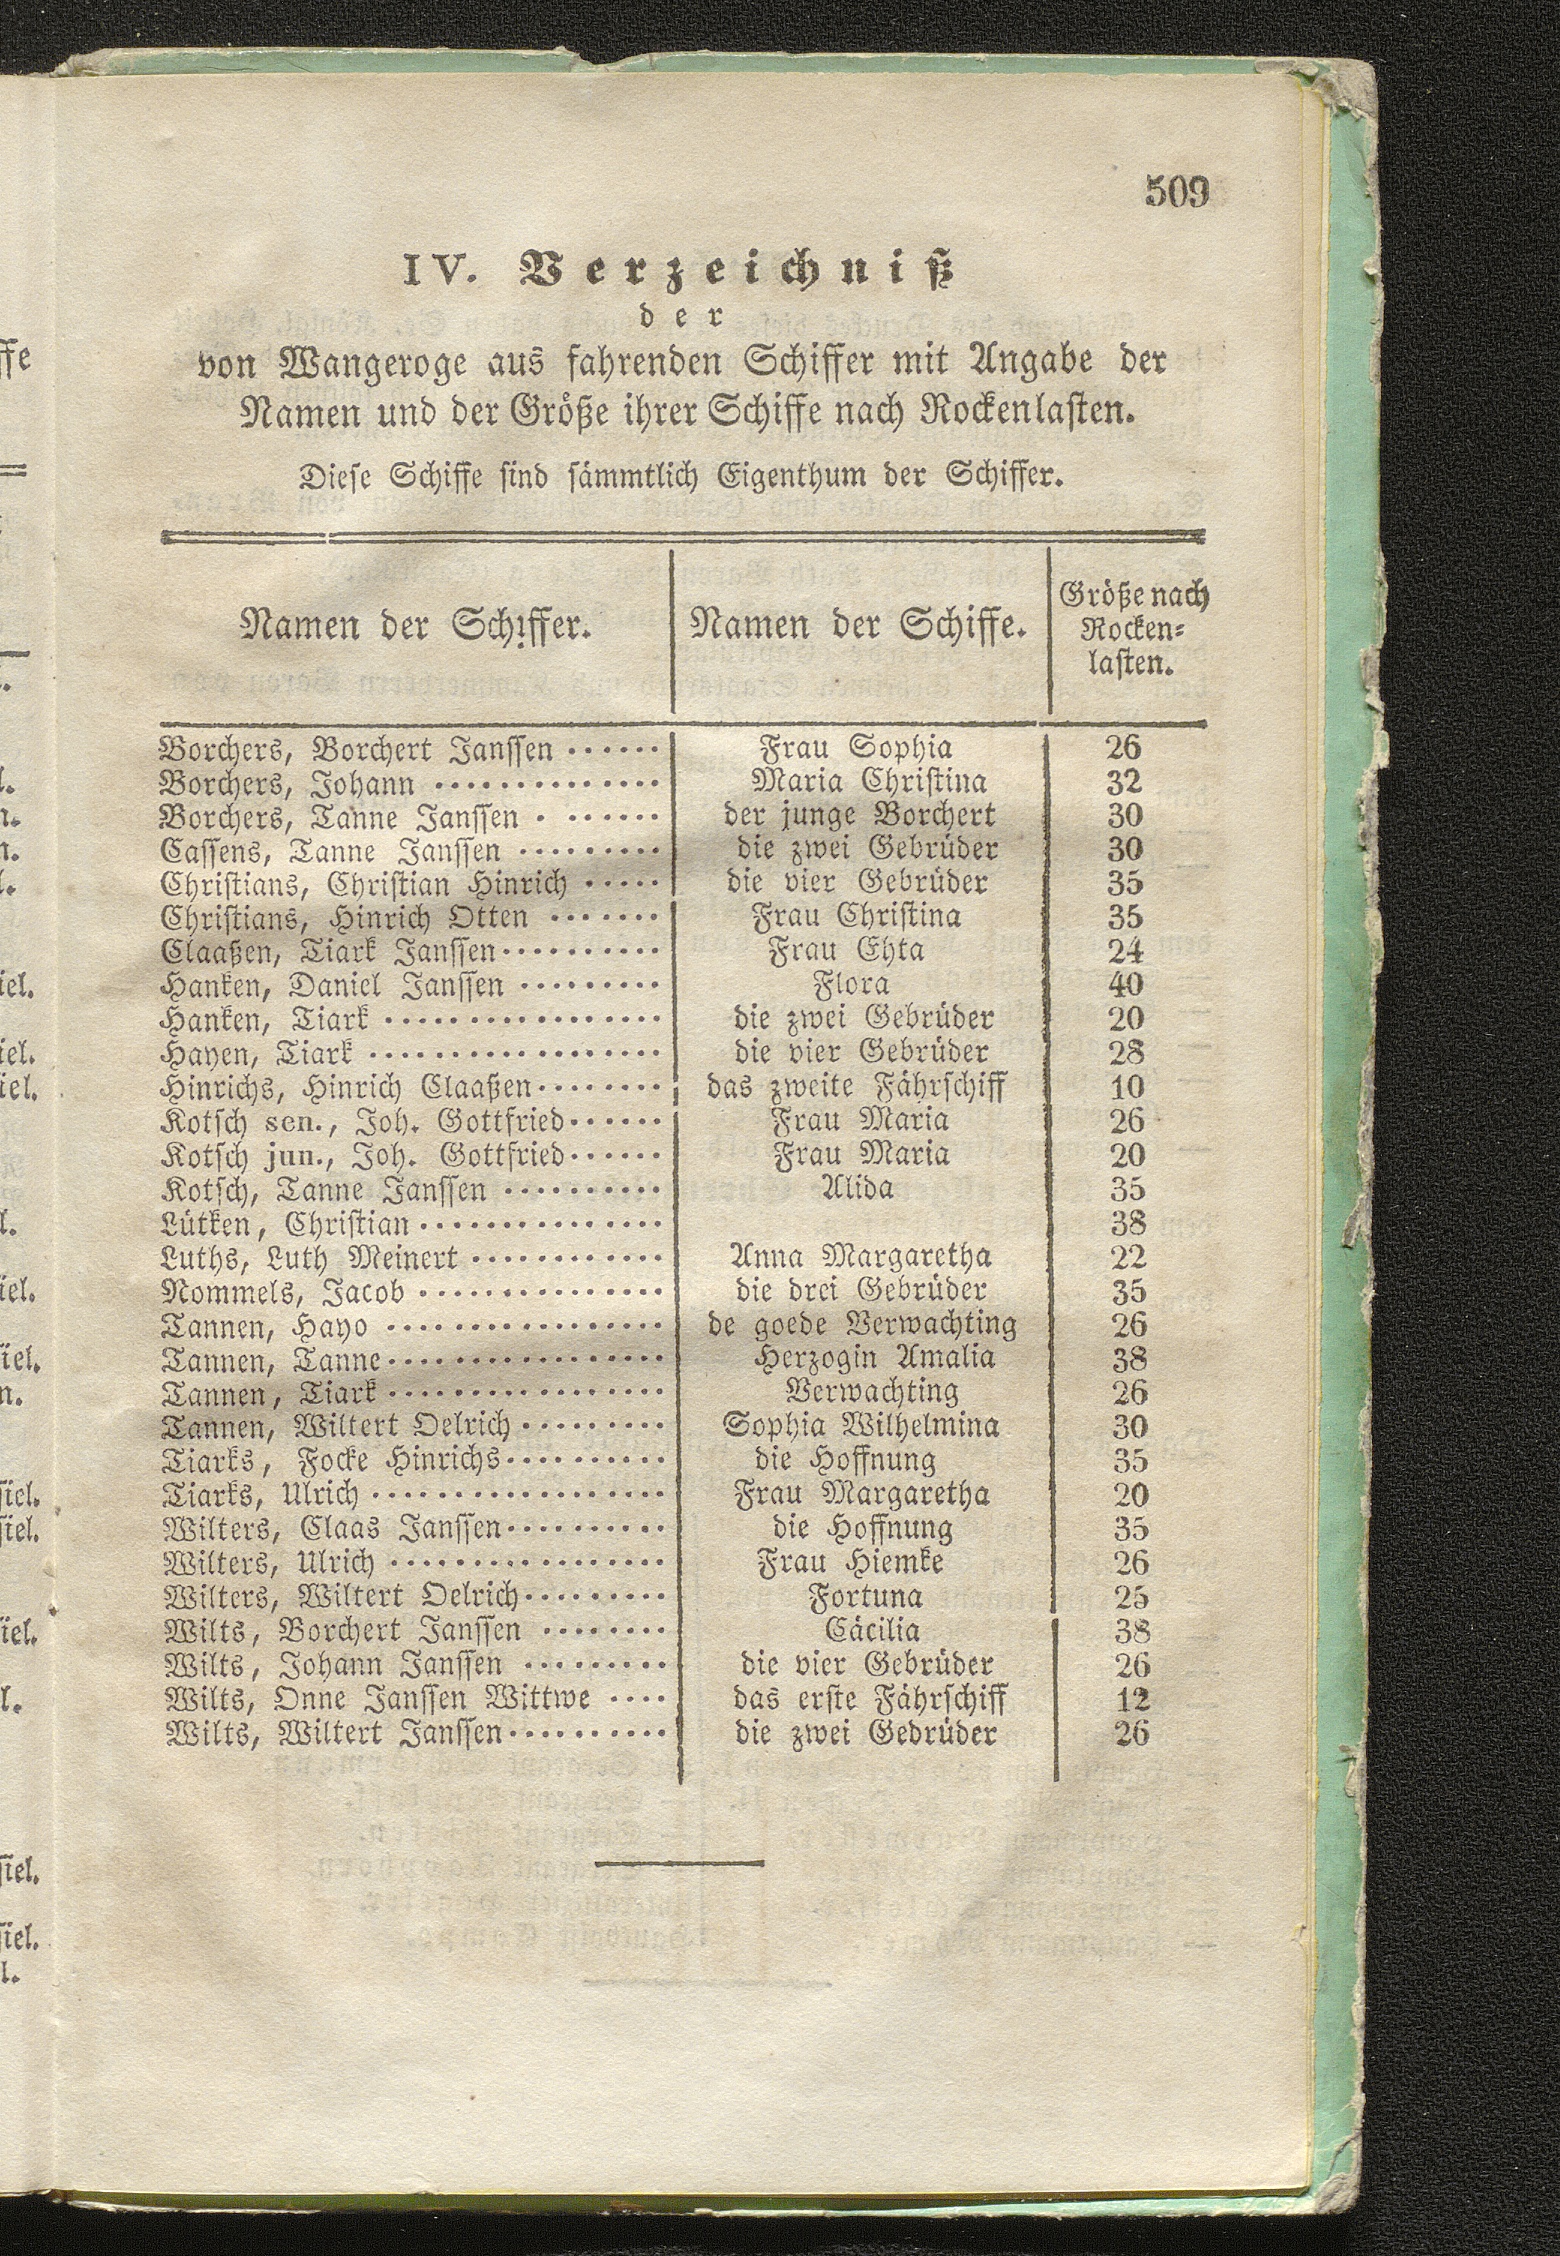 509
IV. Verzeichniß
der
von Wangeroge aus fahrenden Schiffer mit Angabe der
Namen und der Größe ihrer Schiffe nach Rockenlasten.
Diese Schiffe sind sämmtlich Eigenthum der Schiffer.
Namen der Schiffer. Namen der Schiffe. Größe nach
Rocken=
lasten.
Borchers, Borchert Janssen ······ Frau Sophia 26
Borchers, Johann ·············· Maria Christina 32
Borchers, Tanne Janssen · ······ der junge Borchert 30
Cassens, Tanne Janssen ········· die zwei Gebrüder 30
Christians, Christian Hinrich ····· die vier Gebrüder 35
Christians, Hinrich Otten ······· Frau Christina 35
Claaßen, Tiark Janssen·········· Frau Ehta 24
Hanken, Daniel Janssen ········· Flora 40
Hanken, Tiark ················· die zwei Gebrüder 20
Hayen, Tiark ·················· die vier Gebrüder 28
Hinrichs, Hinrich Claaßen········ das zweite Fährschiff 10
Kotsch sen., Joh. Gottfried······ Frau Maria 26
Kotsch jun., Joh. Gottfried······ Frau Maria 20
Kotsch, Tanne Janssen ·········· Alida 35
Lütken, Christian ··············· 38
Luths, Luth Meinert ············ Anna Margaretha 22
Nommels, Jacob ··············· die drei Gebrüder 35
Tannen, Hayo ················· de goede Verwachting 26
Tannen, Tanne················· Herzogin Amalia 38
Tannen, Tiark ················· Verwachting 26
Tannen, Wiltert Oelrich ········· Sophia Wilhelmina 30
Tiarks, Focke Hinrichs·········· die Hoffnung 35
Tiarks, Ulrich ·················· Frau Margaretha 20
Wilters, Claas Janssen·········· die Hoffnung 35
Wilters, Ulrich ················· Frau Hiemke 26
Wilters, Wiltert Oelrich········· Fortuna 25
Wilts, Borchert Janssen ········ Cäcilia 38
Wilts, Johann Janssen ········· die vier Gebrüder 26
Wilts, Onne Janssen Wittwe ···· das erste Fährschiff 12
Wilts, Wiltert Janssen·········· die zwei Gedrüder 26